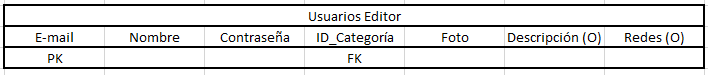 Usuarios Editor
E-mail Nombre Contraseña ID_Categoría Foto Descripción (O) Redes (O)
PK FK